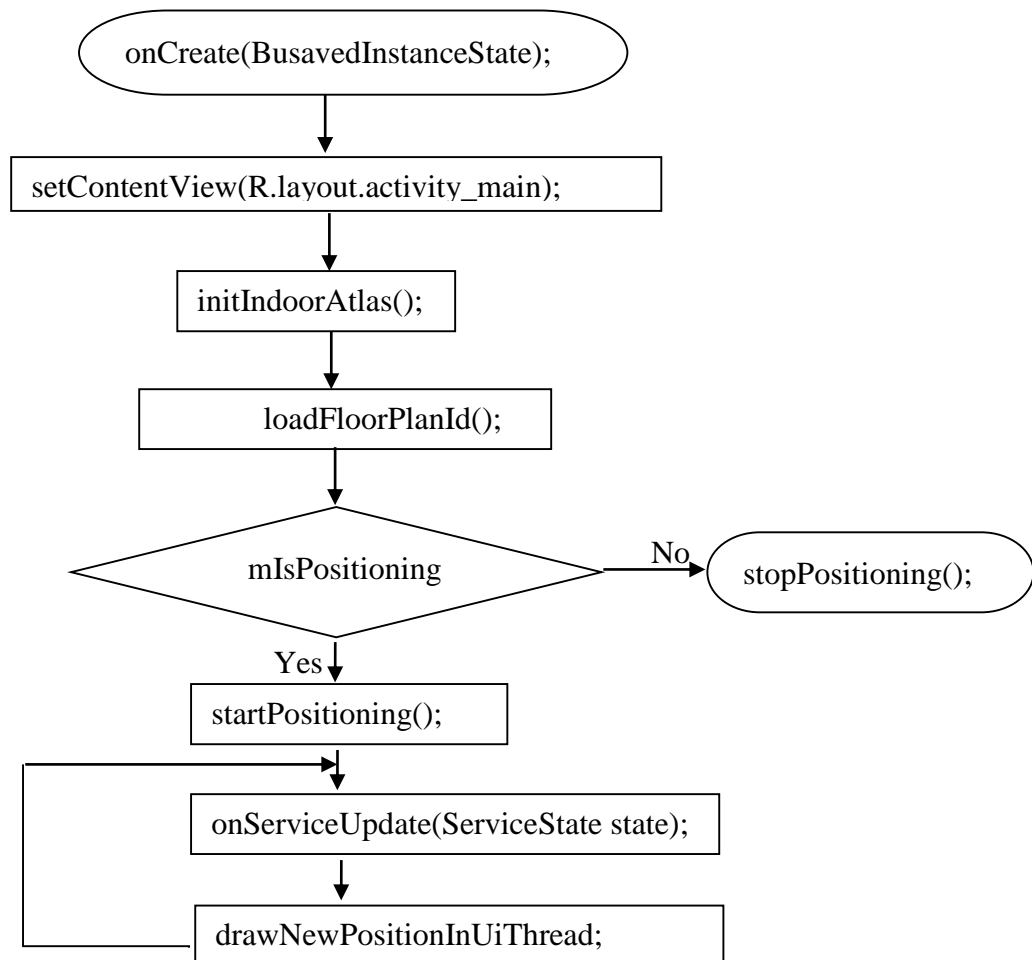 onCreate(BusavedInstanceState);
setContentView(R.layout.activity_main);
initIndoorAtlas();
loadFloorPlanId();
mIsPositioning
No
stopPositioning();
Yes
startPositioning();
onServiceUpdate(ServiceState state);
drawNewPositionInUiThread;